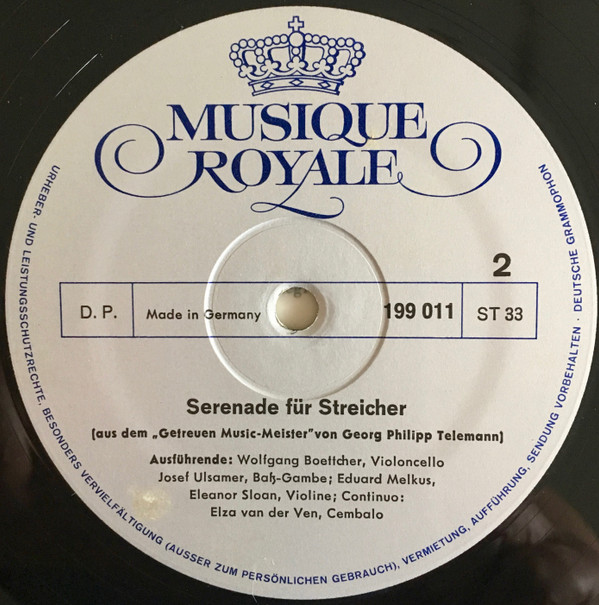 MUSIQUE
ROYALE
2
D. P.
Made in Germany
199 011
ST 33
Serenade für Streicher
(aus dem „Getreuen Music-Meister" von Georg Philipp Telemann)
Ausführende: Wolfgang Boettcher, Violoncello
Josef Ulsamer, Baß-Gambe; Eduard Melkus,
Eleanor Sloan, Violine; Continuo:
Elza van der Ven, Cembalo
URHEBER- UND LEISTUNGSSCHUTZRECHTE, BESONDERS VERVIELFÄLTIGUNG (AUSSER ZUM PERSÖNLICHEN GEBRAUCH), VERMIETUNG, AUFFÜHRUNG, SENDUNG VORBEHALTEN · DEUTSCHE GRAMMOPHON